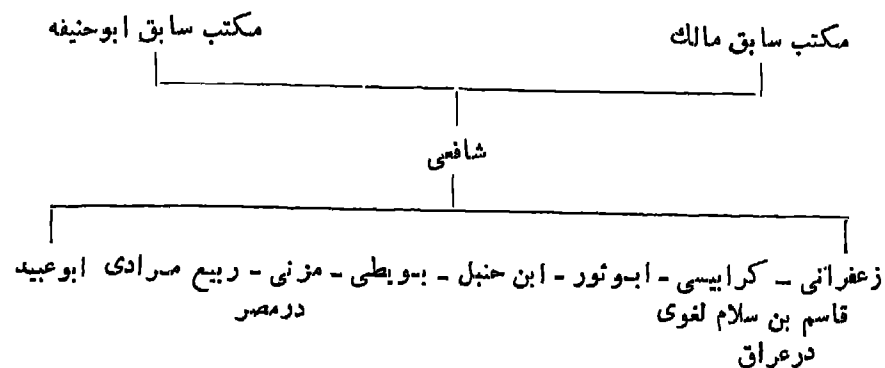 مکتب سابق مالك
مکتب سابق ابوحنیفه
شافعی
زعفرانی ـ کرابیسی ـ ابوثور ـ ابن حنبل ـ بویطی ـ مزنی ـ ربیع مرادی ابوعبید
قاسم بن سلام لغوی
درمصر
درعراق